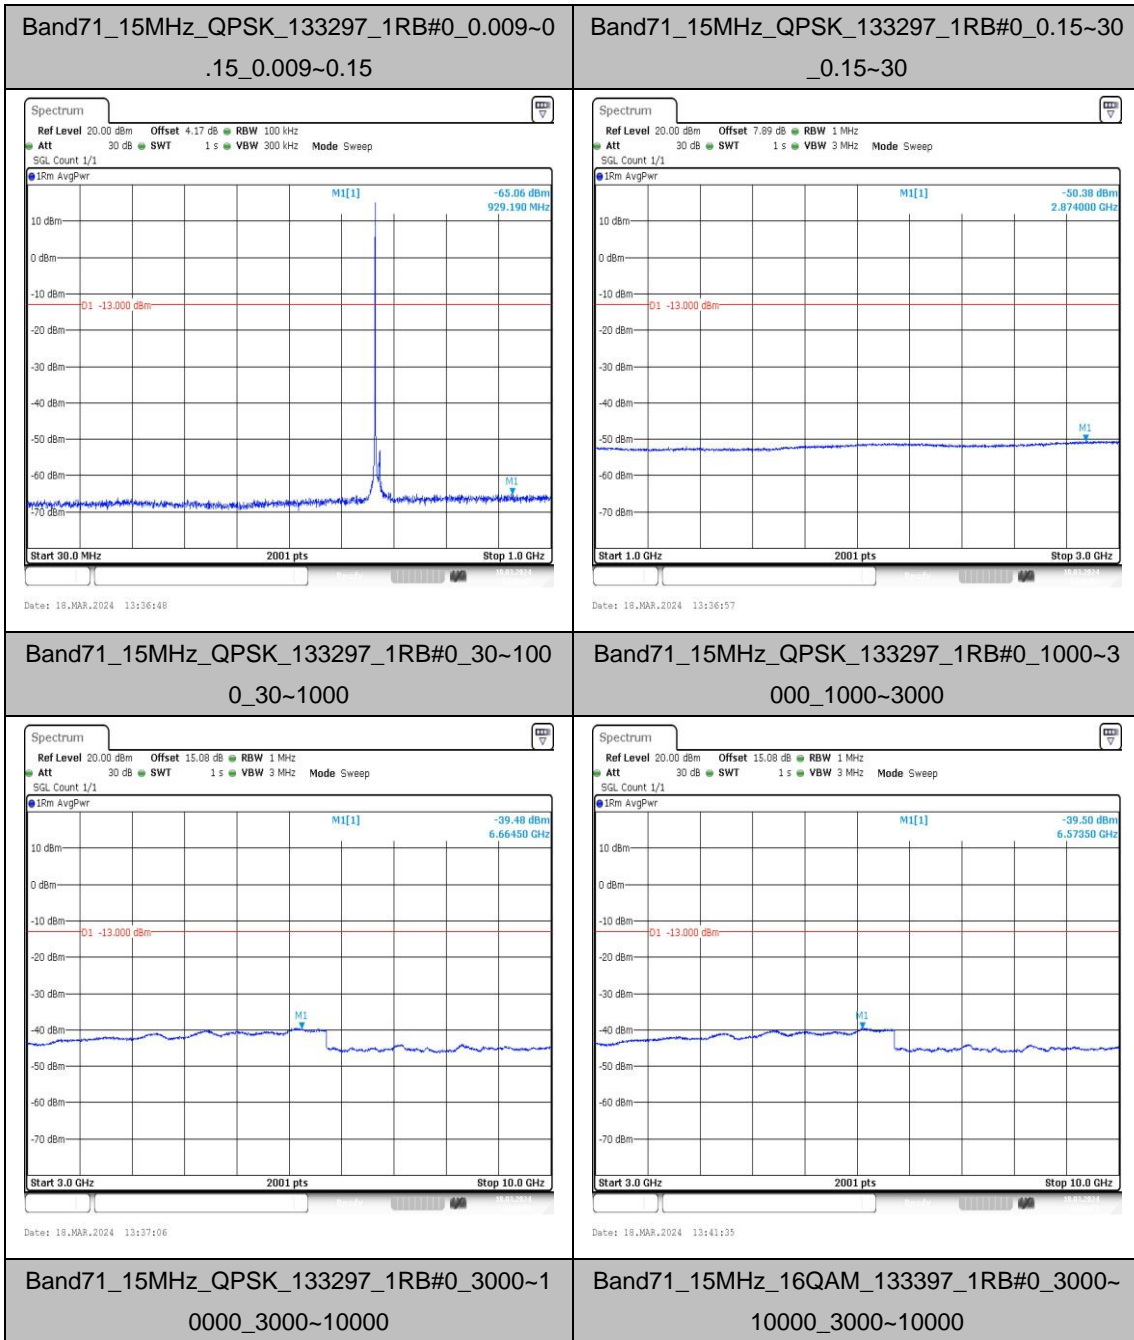 Band71_15MHz_QPSK_133297_1RB#0_0.009~0
.15_0.009~0.15
Band71_15MHz_QPSK_133297_1RB#0_0.15~30
_0.15~30
Spectrum
Ref Level 20.00 dBm Offset 4.17 dB RBW 100 kHz
Att 30 dB SWT 1 s VBW 300 kHz Mode Sweep
SGL Count 1/1
1Rm AvgPwr
M1[1] -65.06 dBm
929.190 MHz
10 dBm
0 dBm
-10 dBm
D1 -13.000 dBm
-20 dBm
-30 dBm
-40 dBm
-50 dBm
-60 dBm
M1
-70 dBm
Start 30.0 MHz 2001 pts Stop 1.0 GHz
Date: 18.MAR.2024 13:36:48
Spectrum
Ref Level 20.00 dBm Offset 7.89 dB RBW 1 MHz
Att 30 dB SWT 1 s VBW 3 MHz Mode Sweep
SGL Count 1/1
1Rm AvgPwr
M1[1] -50.38 dBm
2.874000 GHz
10 dBm
0 dBm
-10 dBm
D1 -13.000 dBm
-20 dBm
-30 dBm
-40 dBm
M1
-50 dBm
-60 dBm
-70 dBm
Start 1.0 GHz 2001 pts Stop 3.0 GHz
Date: 18.MAR.2024 13:36:57
Band71_15MHz_QPSK_133297_1RB#0_30~100
0_30~1000
Band71_15MHz_QPSK_133297_1RB#0_1000~3
000_1000~3000
Spectrum
Ref Level 20.00 dBm Offset 15.08 dB RBW 1 MHz
Att 30 dB SWT 1 s VBW 3 MHz Mode Sweep
SGL Count 1/1
1Rm AvgPwr
M1[1] -39.48 dBm
6.66450 GHz
10 dBm
0 dBm
-10 dBm
D1 -13.000 dBm
-20 dBm
-30 dBm
M1
-40 dBm
-50 dBm
-60 dBm
-70 dBm
Start 3.0 GHz 2001 pts Stop 10.0 GHz
Date: 18.MAR.2024 13:37:06
Spectrum
Ref Level 20.00 dBm Offset 15.08 dB RBW 1 MHz
Att 30 dB SWT 1 s VBW 3 MHz Mode Sweep
SGL Count 1/1
1Rm AvgPwr
M1[1] -39.50 dBm
6.57350 GHz
10 dBm
0 dBm
-10 dBm
D1 -13.000 dBm
-20 dBm
-30 dBm
M1
-40 dBm
-50 dBm
-60 dBm
-70 dBm
Start 3.0 GHz 2001 pts Stop 10.0 GHz
Date: 18.MAR.2024 13:41:35
Band71_15MHz_QPSK_133297_1RB#0_3000~1
0000_3000~10000
Band71_15MHz_16QAM_133397_1RB#0_3000~
10000_3000~10000